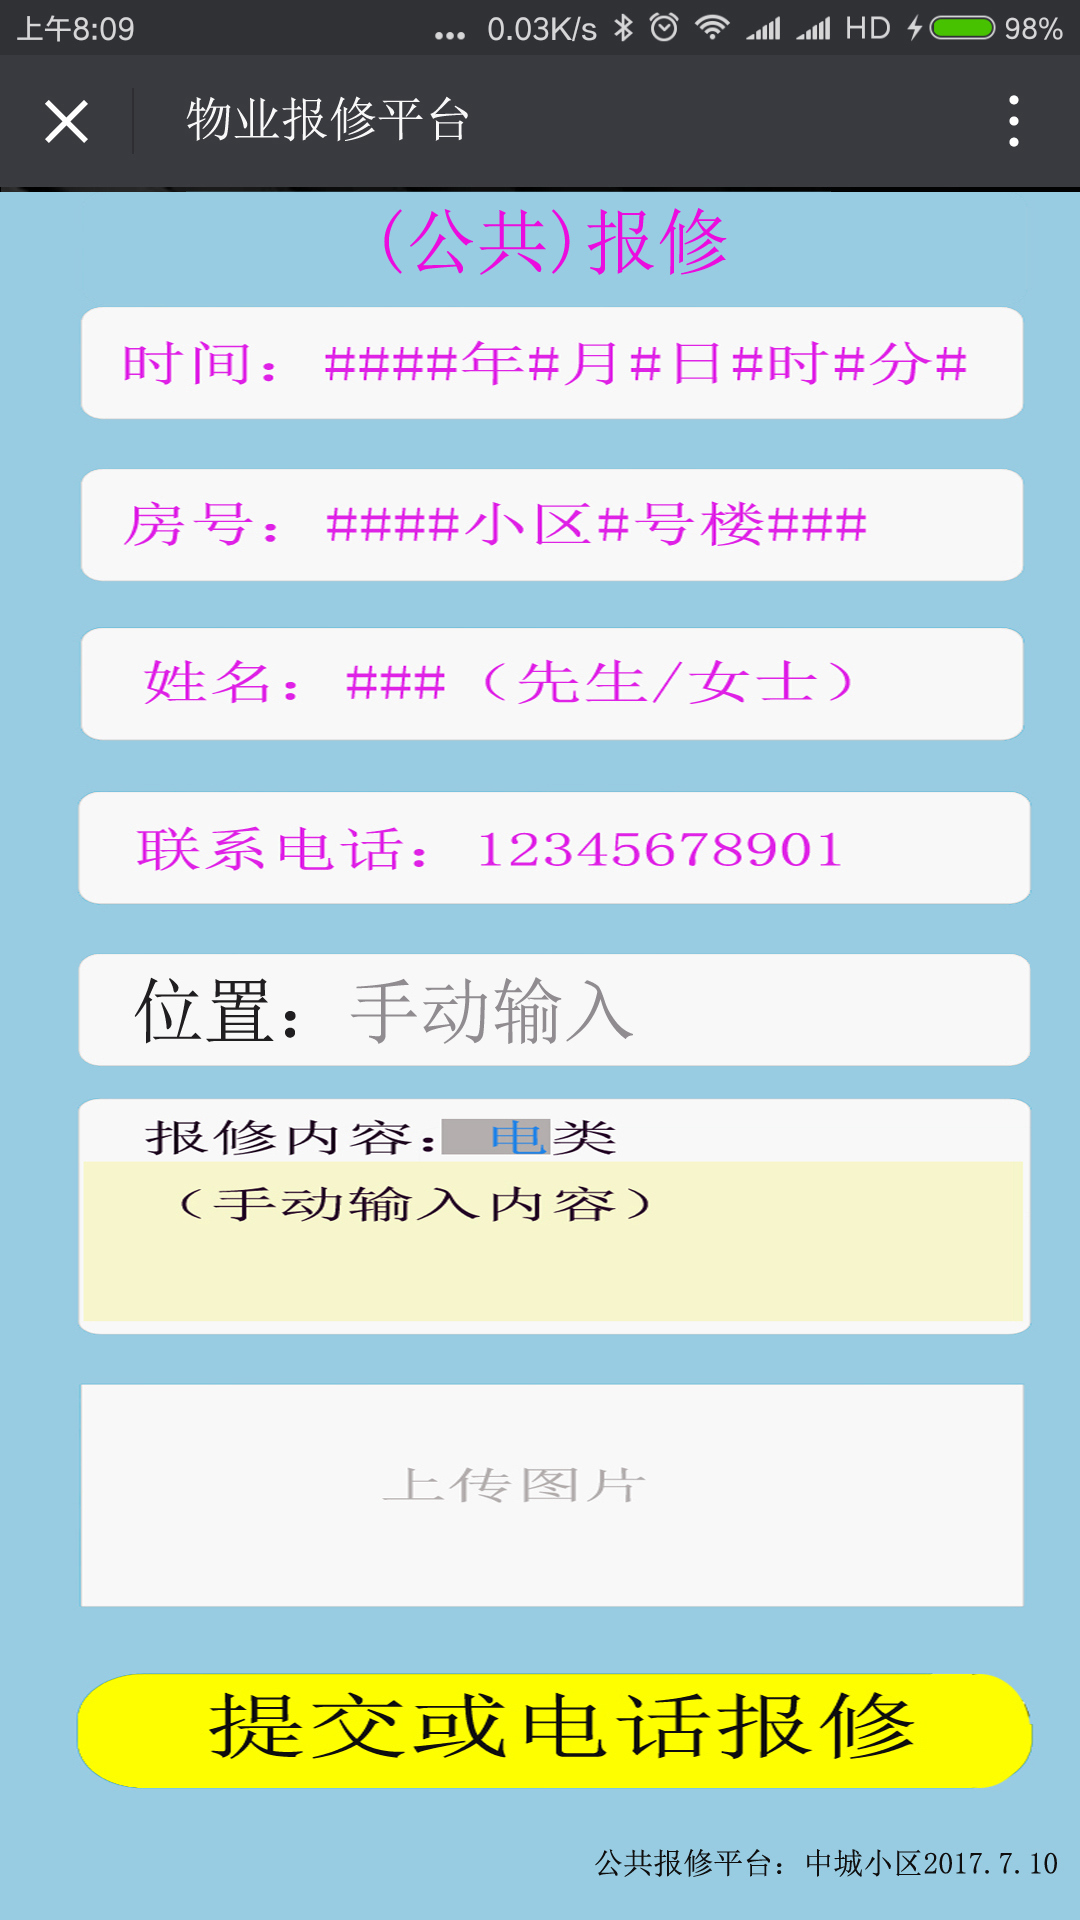 上午8:09 ... 0.03K/s HD 98%
物业报修平台
(公共)报修
时间：####年#月#日#时#分#
房号：####小区#号楼###
姓名：###（先生/女士）
联系电话：12345678901
位置：手动输入
报修内容：电类
（手动输入内容）
上传图片
提交或电话报修
公共报修平台：中城小区2017.7.10